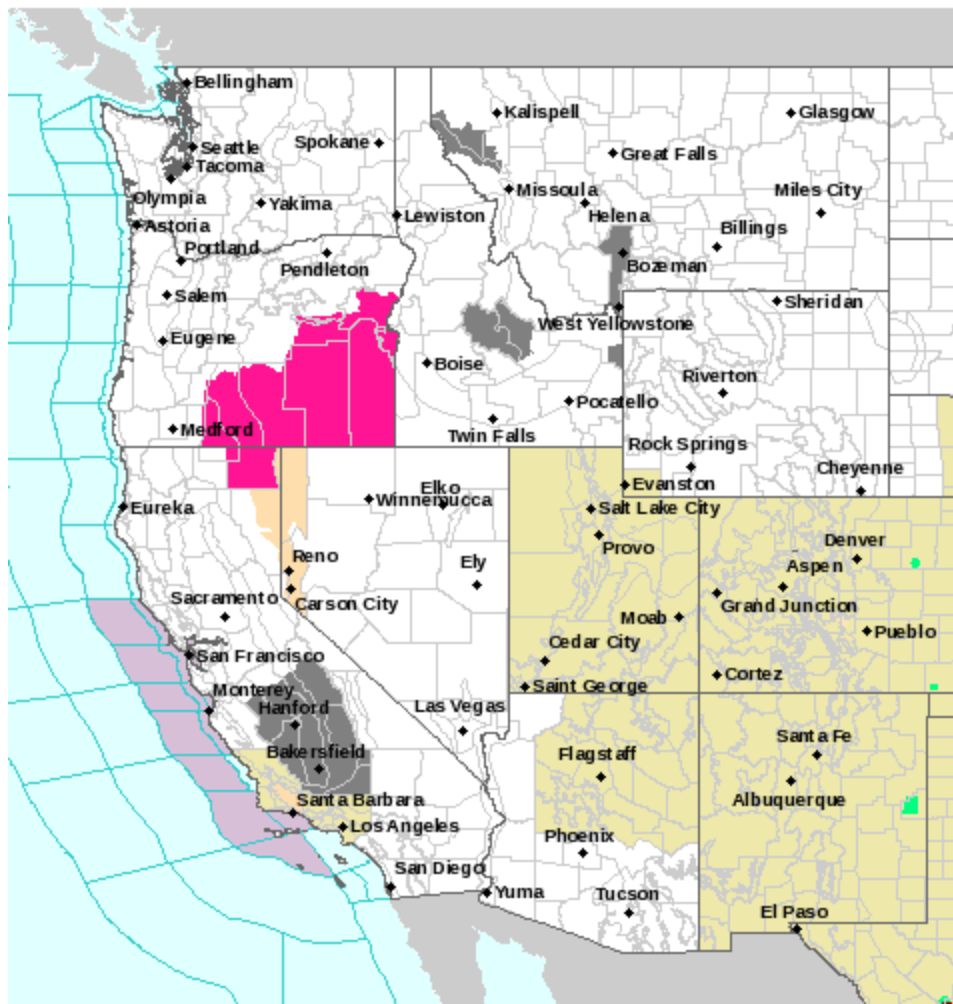 Bellingham
Kalispell
Glasgow
Seattle
Spokane
Great Falls
Tacoma
Missoula
Miles City
Olympia
Yakima
Lewiston
Helena
Astoria
Billings
Portland
Pendleton
Bozeman
Salem
Sheridan
West Yellowstone
Eugene
Boise
Riverton
Pocatello
Medford
Twin Falls
Rock Springs
Cheyenne
Elko
Evanston
Winnemucca
Eureka
Salt Lake City
Provo
Denver
Reno
Ely
Aspen
Sacramento
Carson City
Grand Junction
Moab
Pueblo
Cedar City
San Francisco
Cortez
Saint George
Monterey
Hanford
Las Vegas
Santa Fe
Bakersfield
Flagstaff
Albuquerque
Santa Barbara
Los Angeles
Phoenix
San Diego
Yuma
Tucson
El Paso